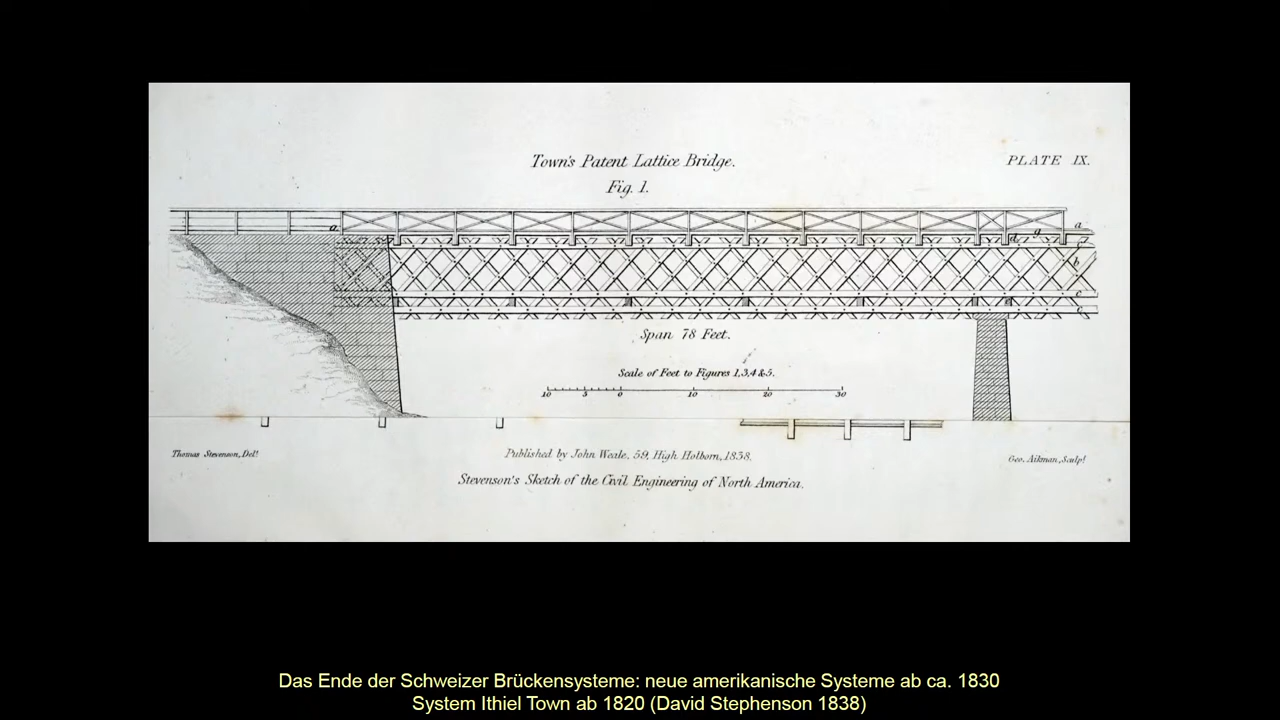 Town's Patent Lattice Bridge.
PLATE IX.
Fig. 1.
a
a
a
d
b
c
c
Span 78 Feet.
Scale of Feet to Figures 1,3,4 & 5.
10 5 0 10 20 30
Thomas Stevenson, Delt.
Published by John Weale. 59, High Holborn, 1838.
Geo. Aikman, Sculpt.
Stevenson's Sketch of the Civil Engineering of North America.
Das Ende der Schweizer Brückensysteme: neue amerikanische Systeme ab ca. 1830
System Ithiel Town ab 1820 (David Stephenson 1838)